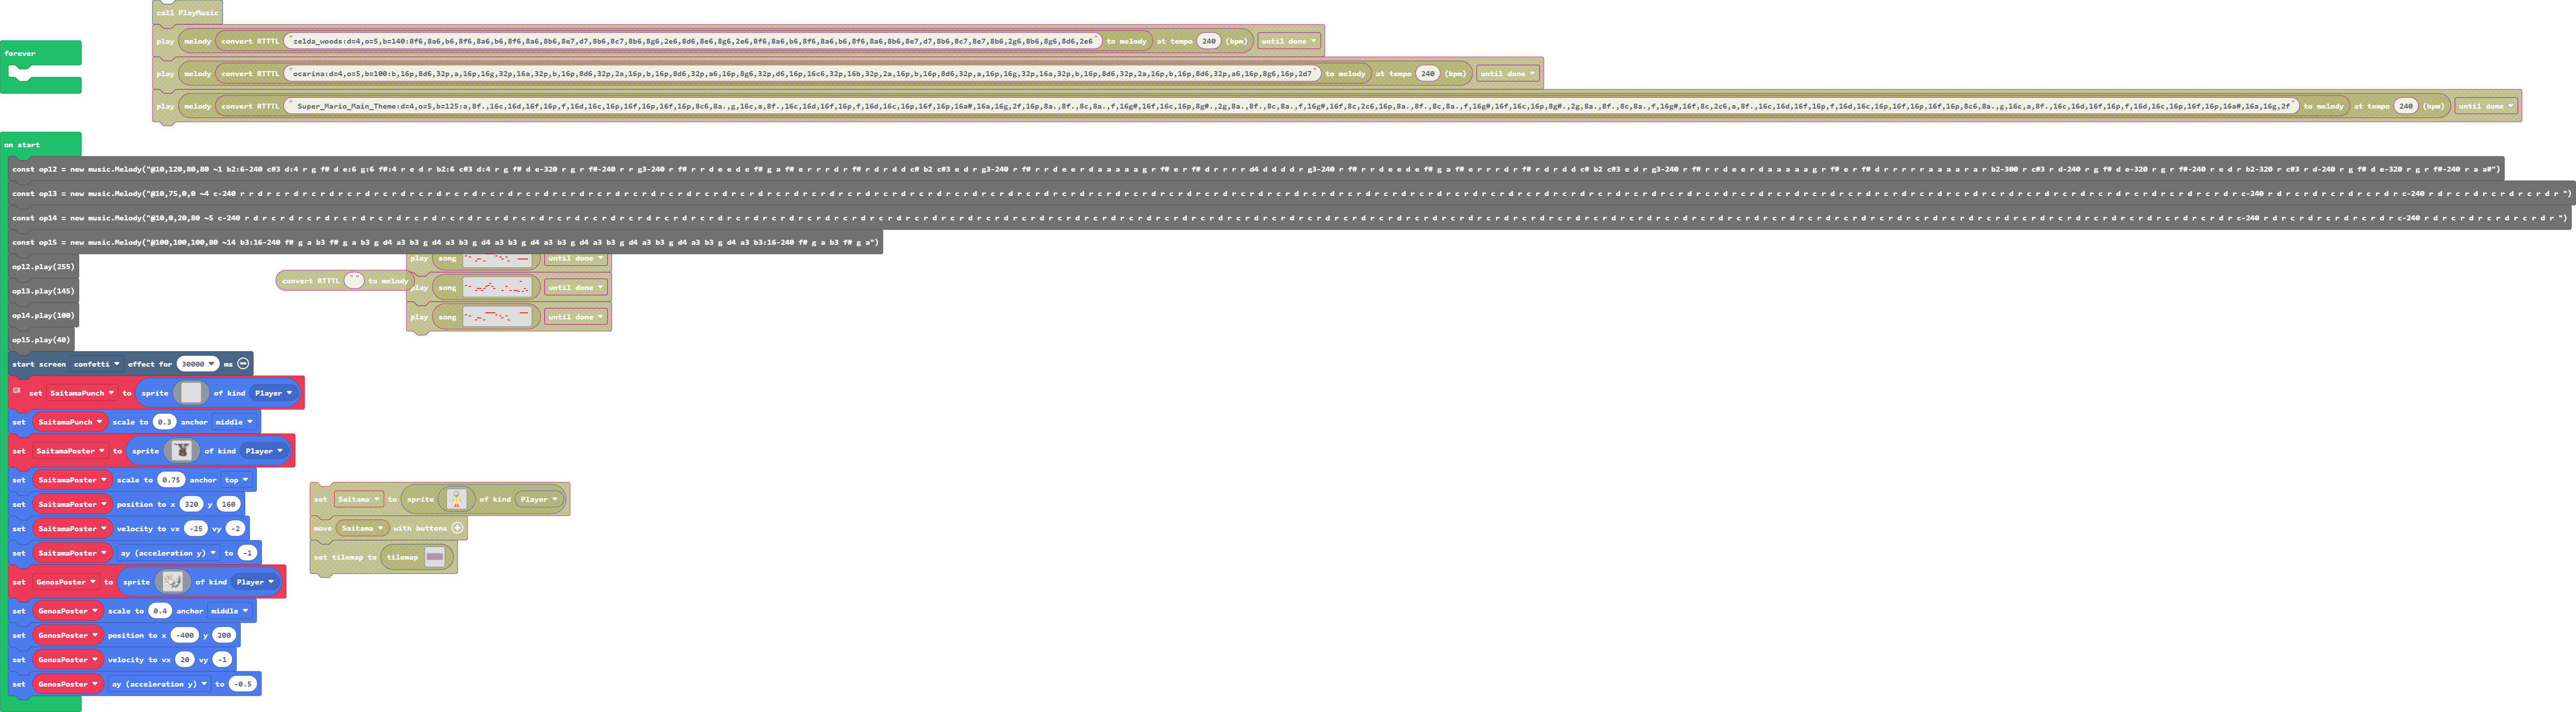 call PlayMusic
play melody convert RTTTL "zelda_woods:d=4,o=5,b=140:8f6,8a6,b6,8f6,8a6,b6,8f6,8a6,8b6,8e7,d7,8b6,8c7,8b6,8g6,2e6,8d6,8e6,8g6,2e6,8f6,8a6,b6,8f6,8a6,b6,8f6,8a6,8b6,8e7,d7,8b6,8c7,8e7,8b6,2g6,8b6,8g6,8d6,2e6" to melody at tempo 240 (bpm) until done
forever
play melody convert RTTTL "ocarina:d=4,o=5,b=100:b,16p,8d6,32p,a,16p,16g,32p,16a,32p,b,16p,8d6,32p,2a,16p,b,16p,8d6,32p,a6,16p,8g6,32p,d6,16p,16c6,32p,16b,32p,2a,16p,b,16p,8d6,32p,a,16p,16g,32p,16a,32p,b,16p,8d6,32p,2a,16p,b,16p,8d6,32p,a6,16p,8g6,16p,2d7" to melody at tempo 240 (bpm) until done
play melody convert RTTTL " Super_Mario_Main_Theme:d=4,o=5,b=125:a,8f.,16c,16d,16f,16p,f,16d,16c,16p,16f,16p,16f,16p,8c6,8a.,g,16c,a,8f.,16c,16d,16f,16p,f,16d,16c,16p,16f,16p,16a#,16a,16g,2f,16p,8a.,8f.,8c,8a.,f,16g#,16f,16c,16p,8g#.,2g,8a.,8f.,8c,8a.,f,16g#,16f,8c,2c6,16p,8a.,8f.,8c,8a.,f,16g#,16f,16c,16p,8g#.,2g,8a.,8f.,8c,8a.,f,16g#,16f,8c,2c6,a,8f.,16c,16d,16f,16p,f,16d,16c,16p,16f,16p,16f,16p,8c6,8a.,g,16c,a,8f.,16c,16d,16f,16p,f,16d,16c,16p,16f,16p,16a#,16a,16g,2f" to melody at tempo 240 (bpm) until done
on start
const op12 = new music.Melody("@10,120,80,80 ~1 b2:6-240 c#3 d:4 r g f# d e:6 g:6 f#:4 r e d r b2:6 c#3 d:4 r g f# d e-320 r g r f#-240 r r g3-240 r f# r r d e e d e f# g a f# e r r r d r f# r d r d d c# b2 c#3 e d r g3-240 r f# r r d e e r d a a a a a g r f# e r f# d r r r r d4 d d d d r g3-240 r f# r r d e e d e f# g a f# e r r r d r f# r d r d d c# b2 c#3 e d r g3-240 r f# r r d e e r d a a a a a g r f# e r f# d r r r r r a a a a r a r b2-300 r c#3 r d-240 r g f# d e-320 r g r f#-240 r e d r b2-320 r c#3 r d-240 r g f# d e-320 r g r f#-240 r a a#")
const op13 = new music.Melody("@10,75,0,0 ~4 c-240 r r d r c r d r c r d r c r d r c r d r
const op14 = new music.Melody("@10,0,20,80 ~5 c-240 r d r c r d r c r d r c r d r c r d r
const op15 = new music.Melody("@100,100,100,80 ~14 b3:16-240 f# g a b3 f# g a b3 g d4 a3 b3 g d4 a3 b3 g d4 a3 b3 g d4 a3 b3 g d4 a3 b3 g d4 a3 b3 g d4 a3 b3 g d4 a3 b3:16-240 f# g a b3 f# g a")
play song until done
op12.play(255)
convert RTTTL "" to melody
play song until done
op13.play(145)
op14.play(100)
play song until done
op15.play(40)
start screen confetti effect for 30000 ms
set SaitamaPunch to sprite of kind Player
set SaitamaPunch scale to 0.3 anchor middle
set SaitamaPoster to sprite of kind Player
set SaitamaPoster scale to 0.75 anchor top
set SaitamaPoster position to x 320 y 160
set SaitamaPoster velocity to vx -25 vy -2
set SaitamaPoster ay (acceleration y) to -1
set GenosPoster to sprite of kind Player
set GenosPoster scale to 0.4 anchor middle
set GenosPoster position to x -400 y 200
set GenosPoster velocity to vx 20 vy -1
set GenosPoster ay (acceleration y) to -0.5
set Saitama to sprite of kind Player
move Saitama with buttons
set tilemap to tilemap